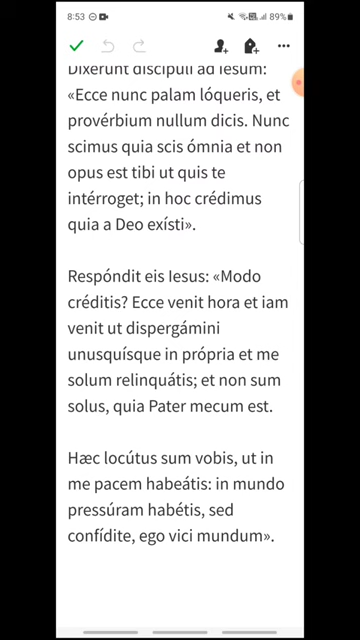 8:53
89%
Dixerunt discipuli ad Iesum:
«Ecce nunc palam lóqueris, et
provérbium nullum dicis. Nunc
scimus quia scis ómnia et non
opus est tibi ut quis te
intérroget; in hoc crédimus
quia a Deo exísti».
Respóndit eis Iesus: «Modo
créditis? Ecce venit hora et iam
venit ut dispergámini
unusquísque in própria et me
solum relinquátis; et non sum
solus, quia Pater mecum est.
Hæc locútus sum vobis, ut in
me pacem habeátis: in mundo
pressúram habétis, sed
confídite, ego vici mundum».